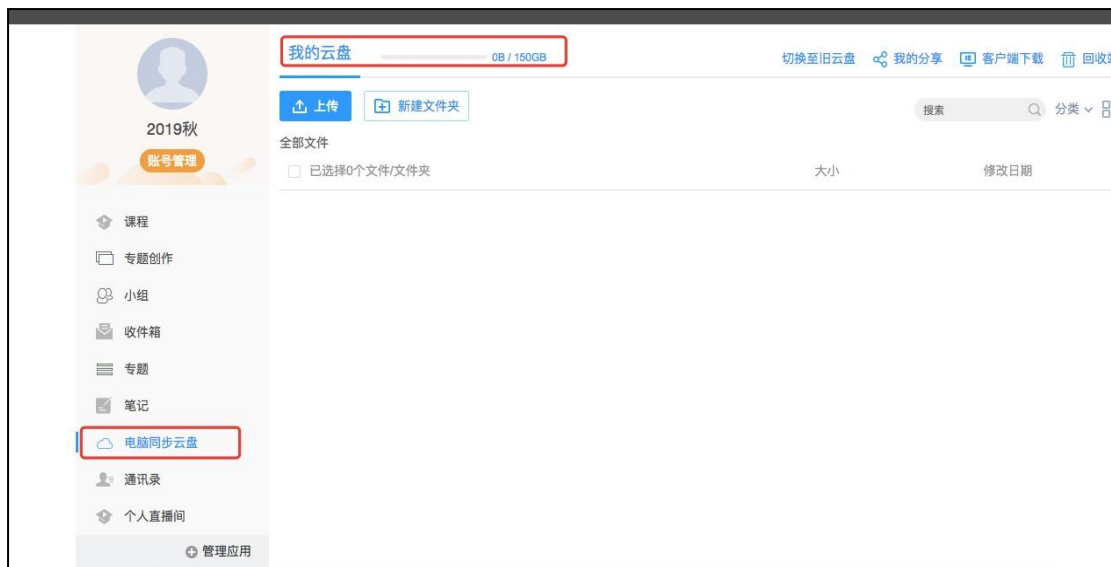 我的云盘 0B / 150GB 切换至旧云盘 我的分享 客户端下载 回收站
上传 新建文件夹 搜索 分类
全部文件
已选择0个文件/文件夹 大小 修改日期
2019秋
账号管理
课程
专题创作
小组
收件箱
专题
笔记
电脑同步云盘
通讯录
个人直播间
管理应用